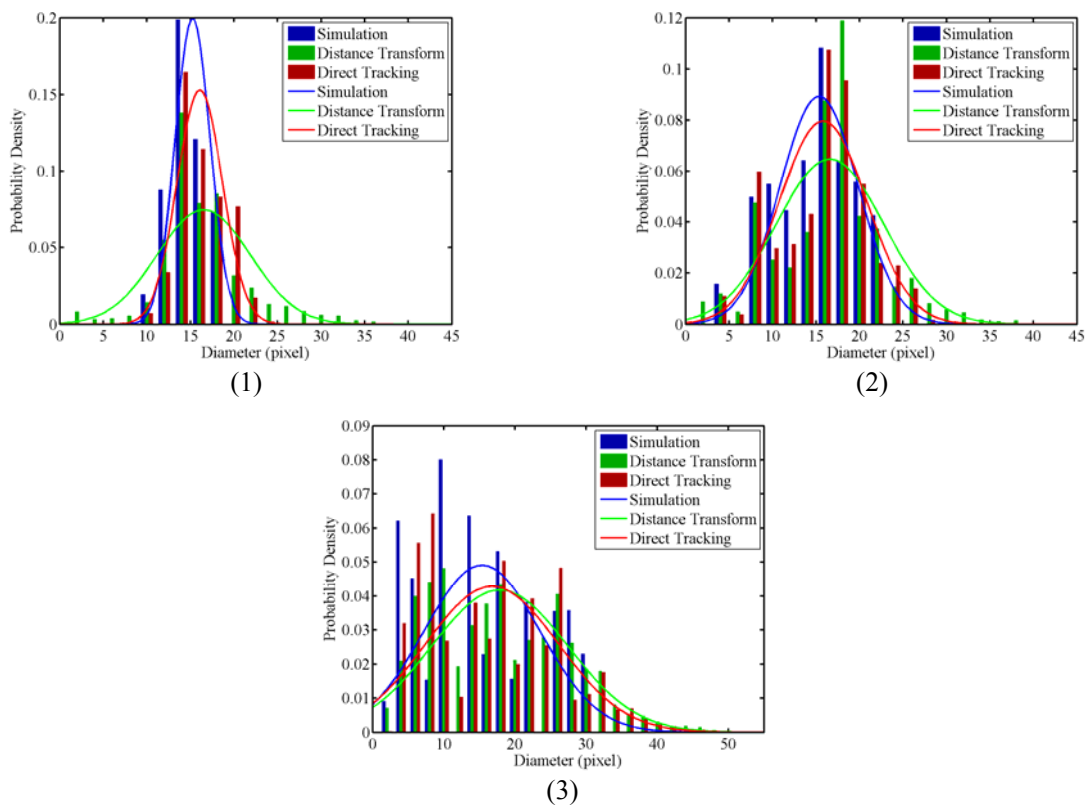 0.2
0.15
0.1
0.05
0
Probability Density
0 5 10 15 20 25 30 35 40 45
Diameter (pixel)
Simulation
Distance Transform
Direct Tracking
Simulation
Distance Transform
Direct Tracking
(1)
0.12
0.1
0.08
0.06
0.04
0.02
0
Probability Density
0 5 10 15 20 25 30 35 40 45
Diameter (pixel)
Simulation
Distance Transform
Direct Tracking
Simulation
Distance Transform
Direct Tracking
(2)
0.09
0.08
0.07
0.06
0.05
0.04
0.03
0.02
0.01
0
Probability Density
0 10 20 30 40 50
Diameter (pixel)
Simulation
Distance Transform
Direct Tracking
Simulation
Distance Transform
Direct Tracking
(3)